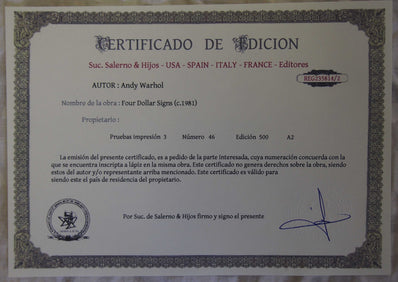 CERTIFICADO DE EDICION
Suc. Salerno & Hijos - USA - SPAIN - ITALY - FRANCE - Editores
REG235814/2
AUTOR : Andy Warhol
Nombre de la obra : Four Dollar Signs (c.1981)
Propietario :
Pruebas impresión 3 Número 46 Edición 500 A2
La emisión del presente certificado, es a pedido de la parte interesada, cuya numeración concuerda con la
que se encuentra inscripta a lápiz en la misma obra. Este certificado no genera derechos sobre la obra, siendo
estos del autor y/o representante arriba mencionado. Este certificado es válido para
siendo este el país de residencia del propietario.
Por Suc. de Salerno & Hijos firmo y signo el presente